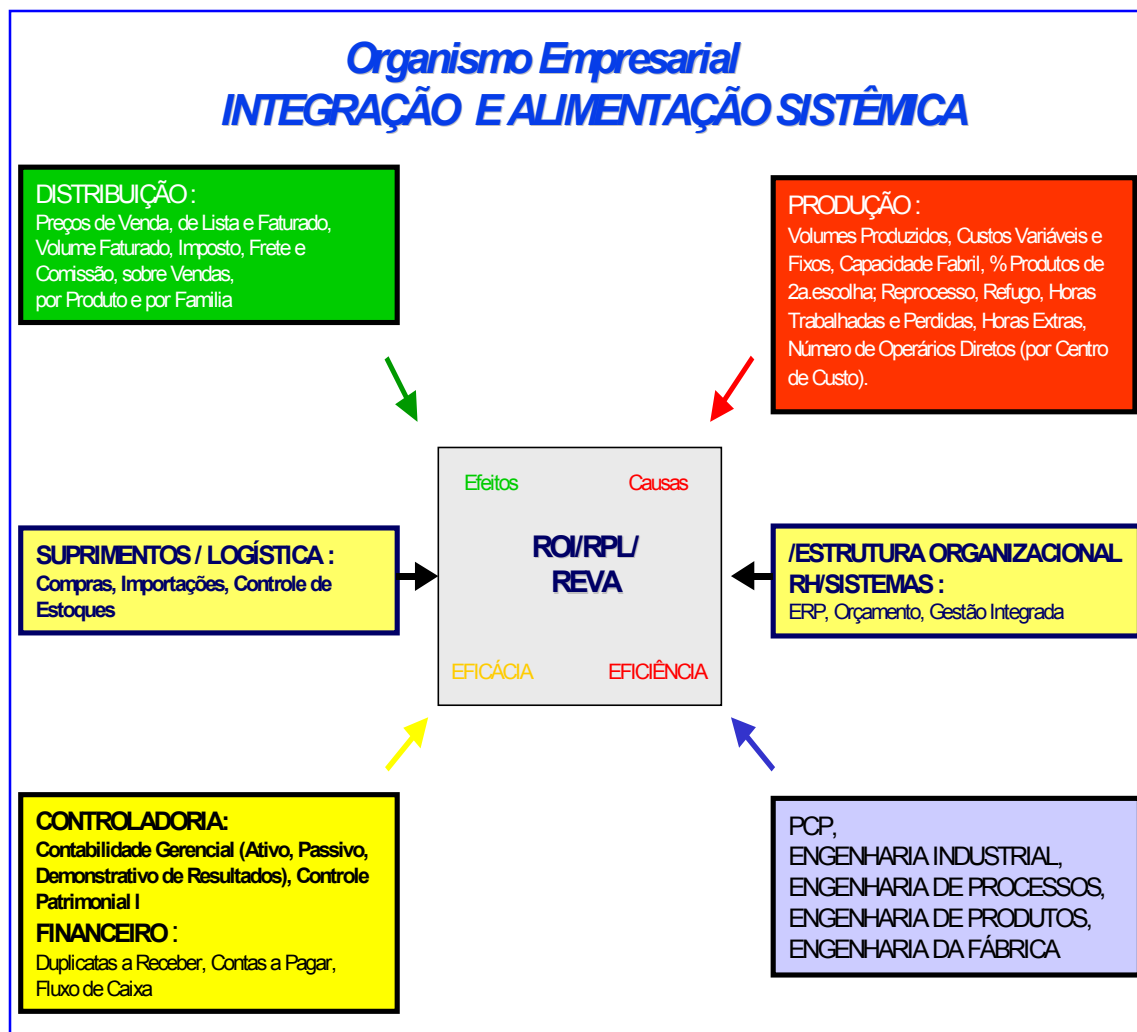 Organismo Empresarial
INTEGRAÇÃO E ALIMENTAÇÃO SISTÊMICA
DISTRIBUIÇÃO :
Preços de Venda, de Lista e Faturado,
Volume Faturado, Imposto, Frete e
Comissão, sobre Vendas,
por Produto e por Familia
PRODUÇÃO :
Volumes Produzidos, Custos Variáveis e
Fixos, Capacidade Fabril, % Produtos de
2a.escolha; Reprocesso, Refugo, Horas
Trabalhadas e Perdidas, Horas Extras,
Número de Operários Diretos (por Centro
de Custo).
Efeitos
Causas
ROI/RPL/
REVA
EFICÁCIA
EFICIÊNCIA
SUPRIMENTOS / LOGÍSTICA :
Compras, Importações, Controle de
Estoques
/ESTRUTURA ORGANIZACIONAL
RH/SISTEMAS :
ERP, Orçamento, Gestão Integrada
CONTROLADORIA:
Contabilidade Gerencial (Ativo, Passivo,
Demonstrativo de Resultados), Controle
Patrimonial I
FINANCEIRO :
Duplicatas a Receber, Contas a Pagar,
Fluxo de Caixa
PCP,
ENGENHARIA INDUSTRIAL,
ENGENHARIA DE PROCESSOS,
ENGENHARIA DE PRODUTOS,
ENGENHARIA DA FÁBRICA